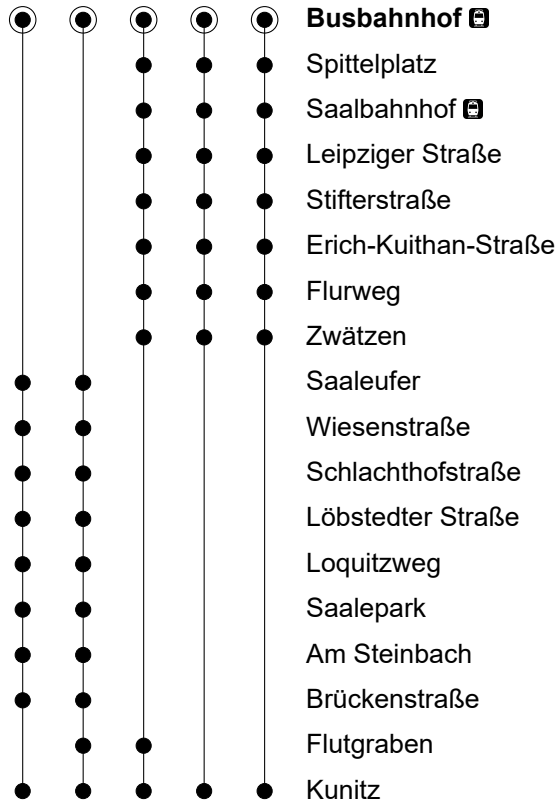 Busbahnhof
Spittelplatz
Saalbahnhof
Leipziger Straße
Stifterstraße
Erich-Kuithan-Straße
Flurweg
Zwätzen
Saaleufer
Wiesenstraße
Schlachthofstraße
Löbstedter Straße
Loquitzweg
Saalepark
Am Steinbach
Brückenstraße
Flutgraben
Kunitz